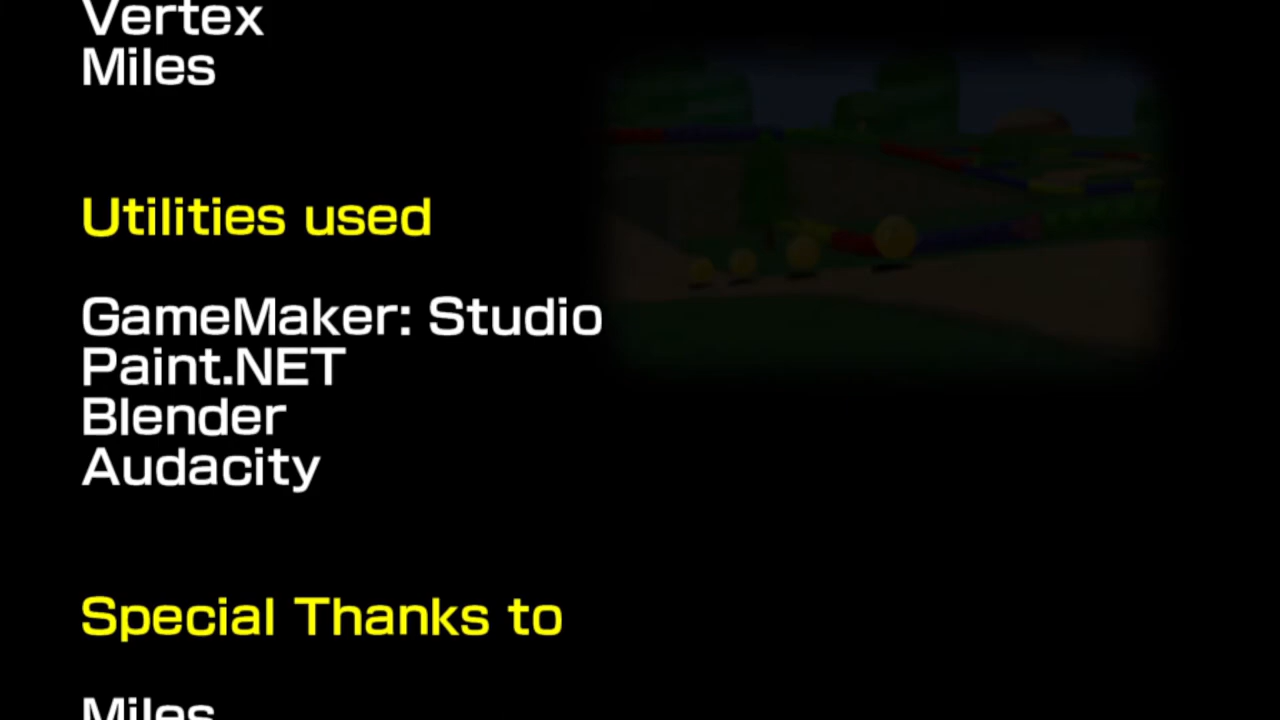 Vertex
Miles
Utilities used
GameMaker: Studio
Paint.NET
Blender
Audacity
Special Thanks to
Miles